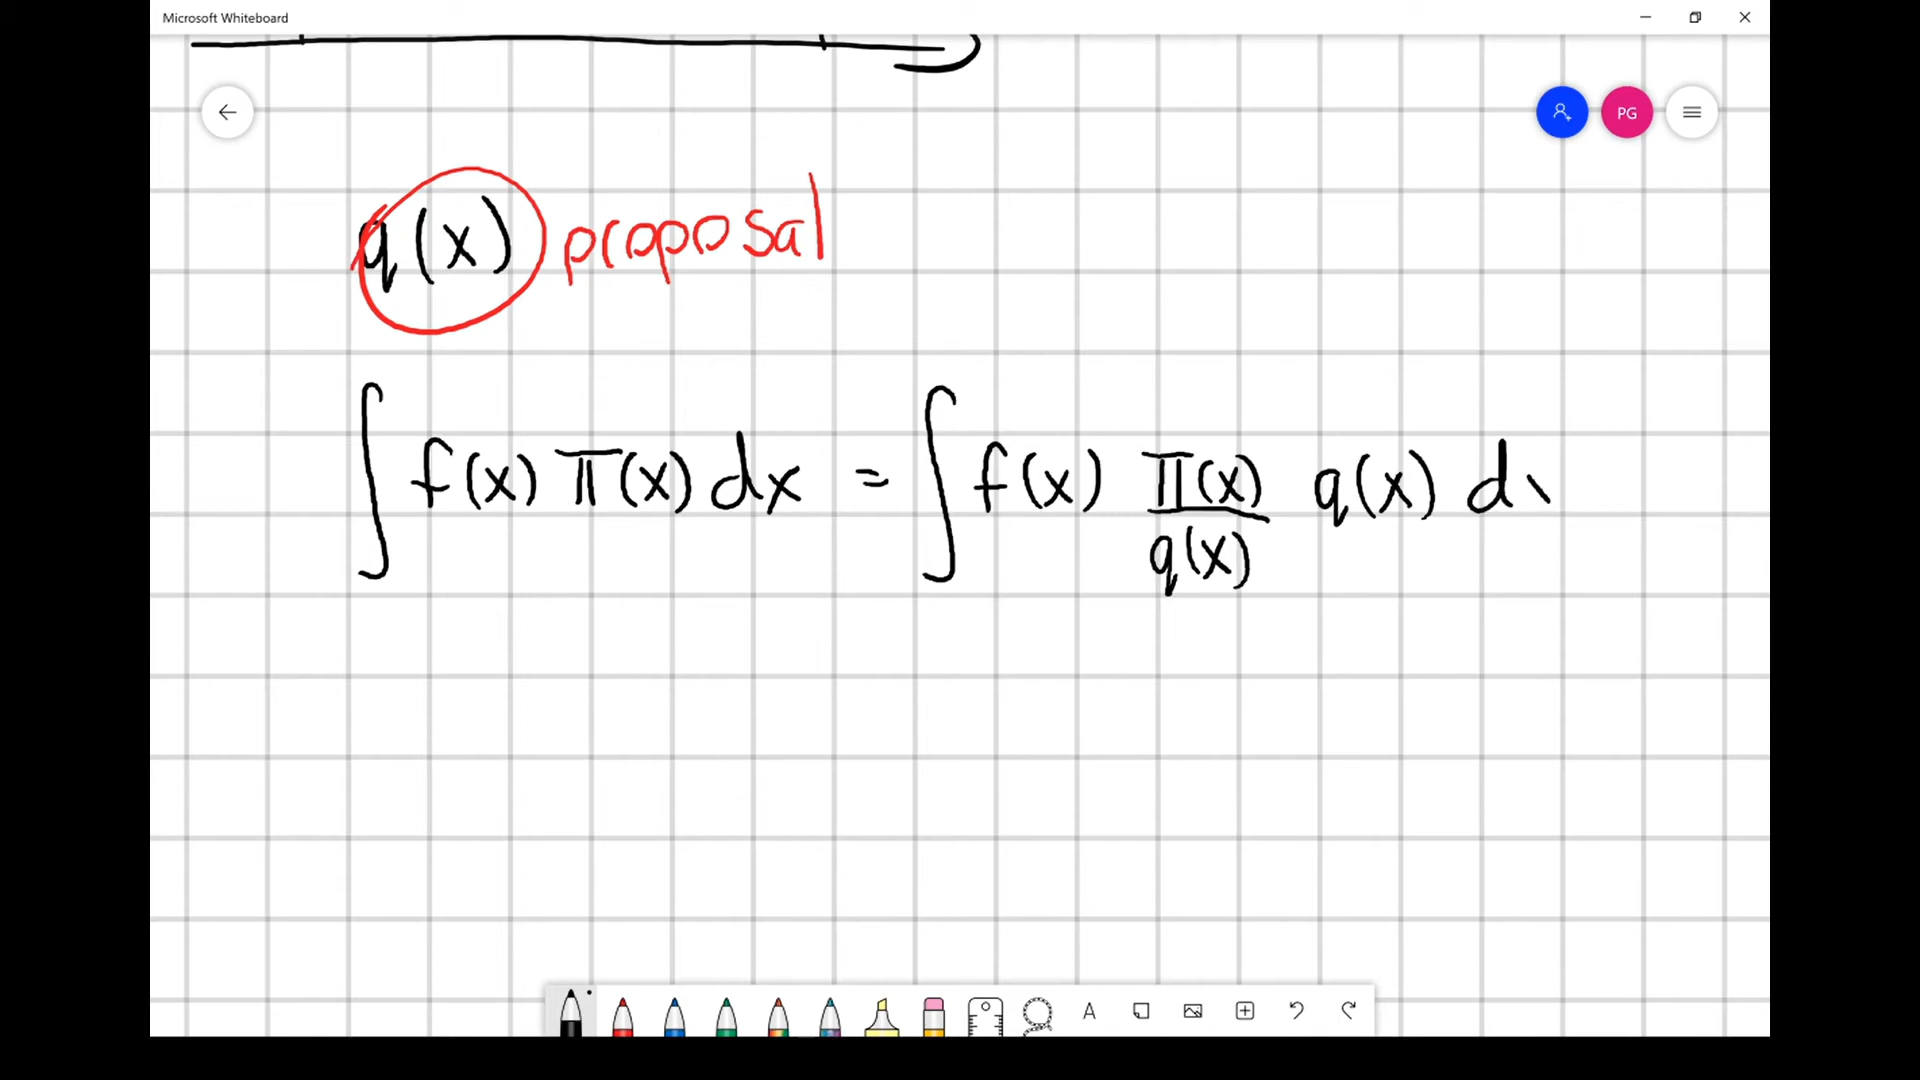 Microsoft Whiteboard
PG
q(x) proposal
∫ f(x) π(x) dx = ∫ f(x) π(x)/q(x) q(x) d
A